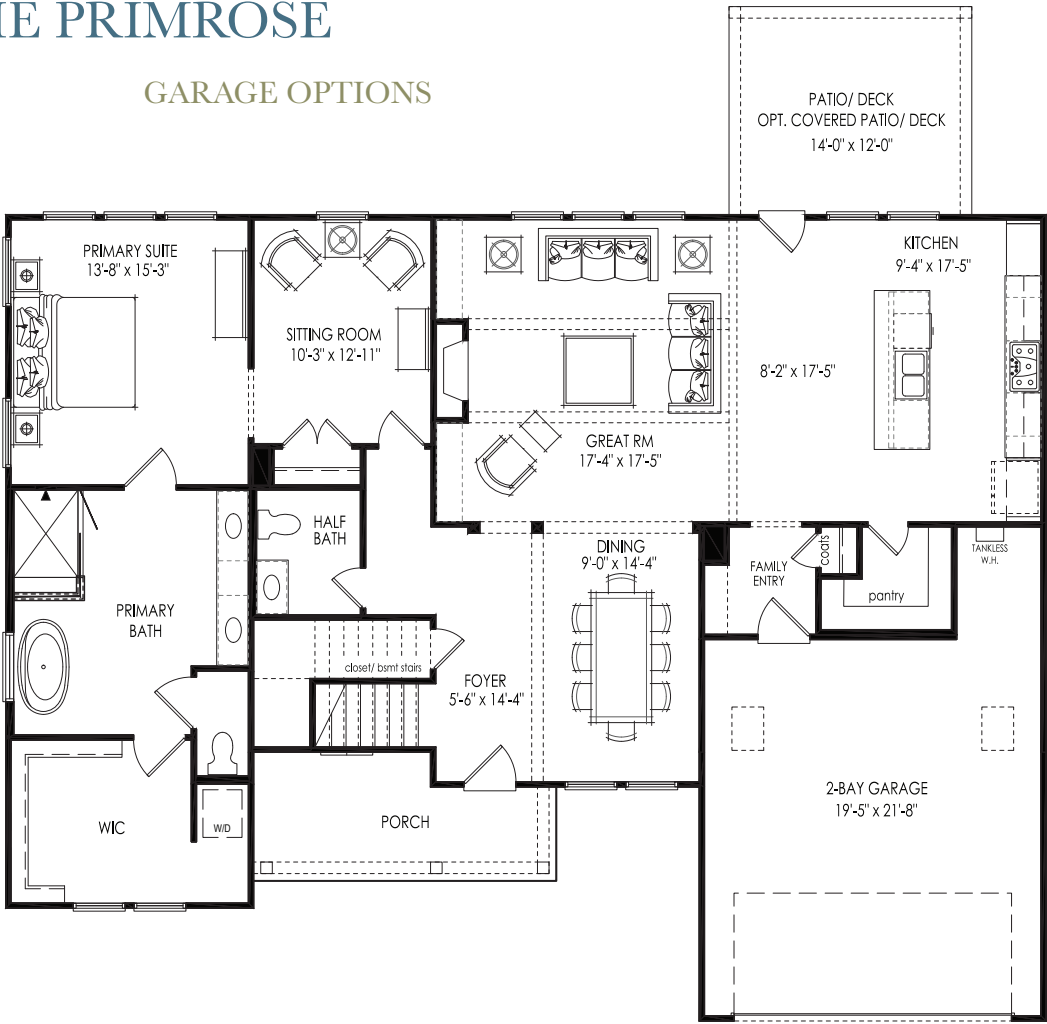 HE PRIMROSE
GARAGE OPTIONS
PATIO/ DECK
OPT. COVERED PATIO/ DECK
14'-0" x 12'-0"
PRIMARY SUITE
13'-8" x 15'-3"
SITTING ROOM
10'-3" x 12'-11"
KITCHEN
9'-4" x 17'-5"
8'-2" x 17'-5"
GREAT RM
17'-4" x 17'-5"
HALF
BATH
DINING
9'-0" x 14'-4"
FAMILY
ENTRY
coats
pantry
TANKLESS
W.H.
PRIMARY
BATH
closet/ bsmt stairs
FOYER
5'-6" x 14'-4"
WIC
W/D
PORCH
2-BAY GARAGE
19'-5" x 21'-8"